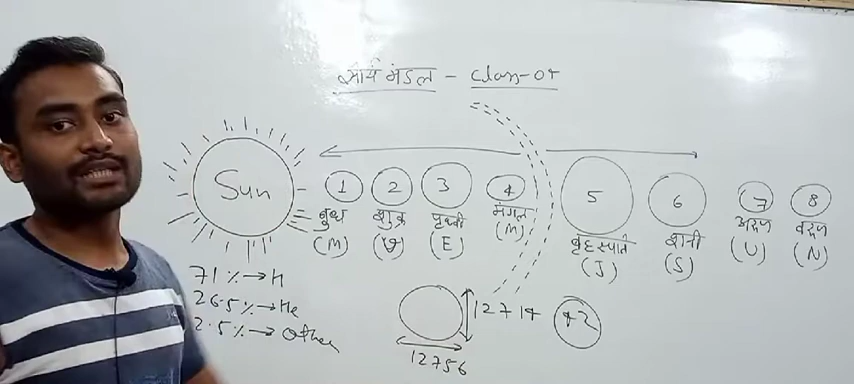 सौर्य मंडल - Class-07
Sun
1 2 3 4 5 6 7 8
बुध शुक्र पृथ्वी मंगल बृहस्पति शनी अरुण वरुण
(M) (V) (E) (M) (J) (S) (U) (N)
71% → H
26.5% → He
2.5% → Other
12714
42
12756